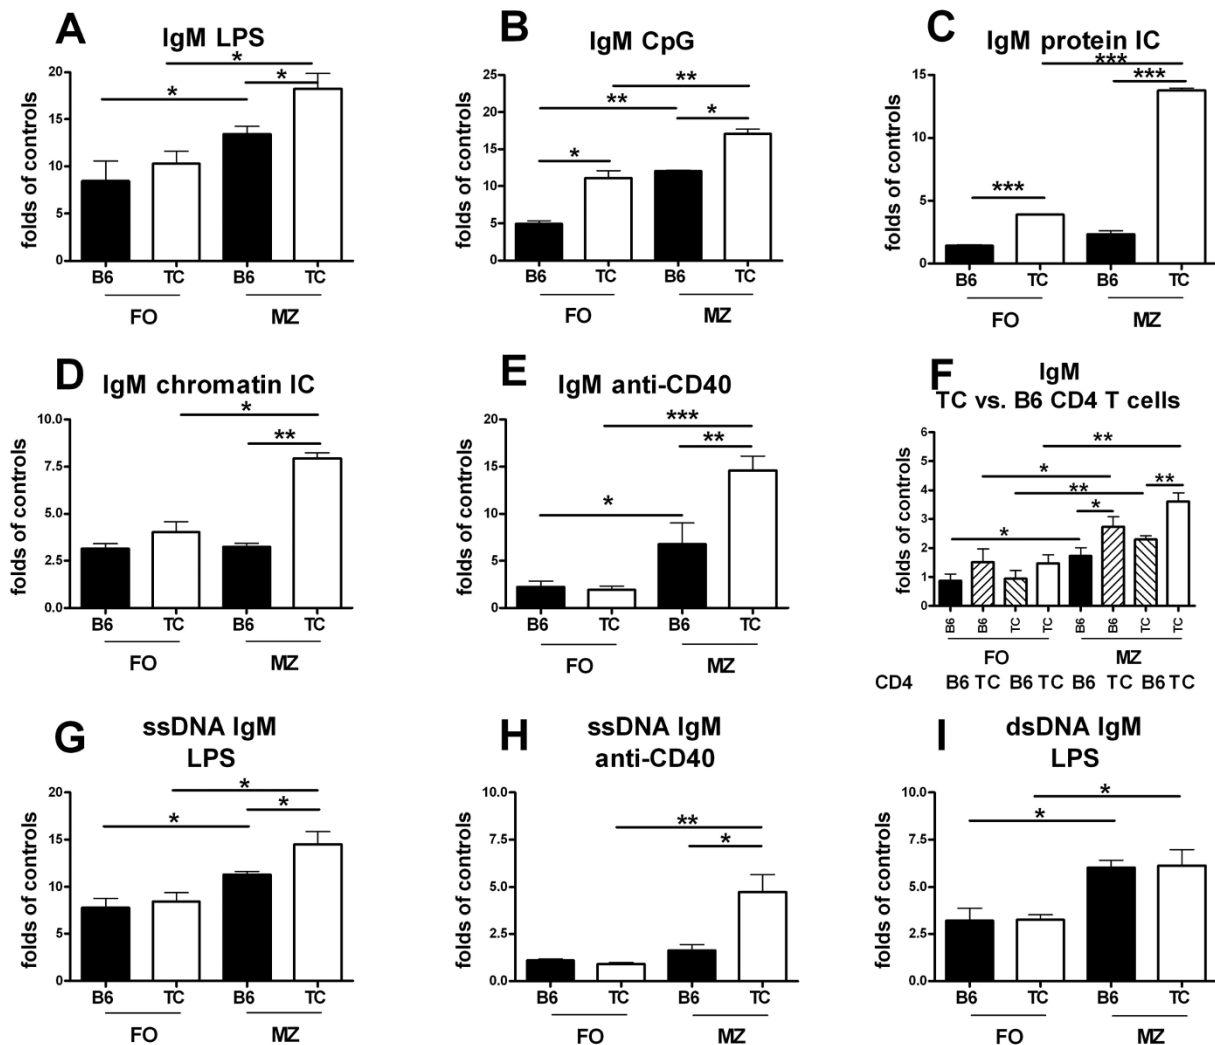 A
IgM LPS
folds of controls
20
15
10
5
0
*
*
*
B6 TC B6 TC
FO MZ
B
IgM CpG
folds of controls
25
20
15
10
5
0
**
**
*
*
B6 TC B6 TC
FO MZ
C
IgM protein IC
folds of controls
15
10
5
0
***
***
***
B6 TC B6 TC
FO MZ
D
IgM chromatin IC
folds of controls
10.0
7.5
5.0
2.5
0.0
*
**
B6 TC B6 TC
FO MZ
E
IgM anti-CD40
folds of controls
20
15
10
5
0
***
**
*
B6 TC B6 TC
FO MZ
F
IgM
TC vs. B6 CD4 T cells
folds of controls
6
5
4
3
2
1
0
**
*
**
**
*
*
B6 B6 TC TC B6 B6 TC TC
FO MZ
CD4 B6 TC B6 TC B6 TC B6 TC
G
ssDNA IgM
LPS
folds of controls
20
15
10
5
0
*
*
*
B6 TC B6 TC
FO MZ
H
ssDNA IgM
anti-CD40
folds of controls
10.0
7.5
5.0
2.5
0.0
**
*
B6 TC B6 TC
FO MZ
I
dsDNA IgM
LPS
folds of controls
10.0
7.5
5.0
2.5
0.0
*
*
B6 TC B6 TC
FO MZ